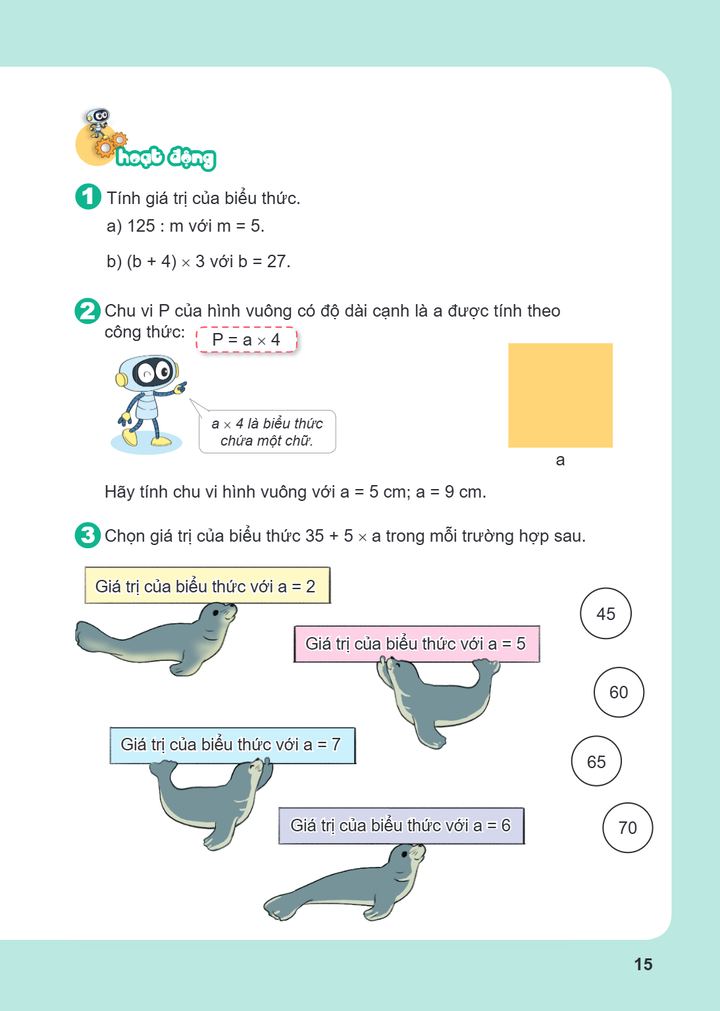 hoạt động
1 Tính giá trị của biểu thức.
a) 125 : m với m = 5.
b) (b + 4) × 3 với b = 27.
2 Chu vi P của hình vuông có độ dài cạnh là a được tính theo
công thức: P = a × 4
a × 4 là biểu thức
chứa một chữ.
a
Hãy tính chu vi hình vuông với a = 5 cm; a = 9 cm.
3 Chọn giá trị của biểu thức 35 + 5 × a trong mỗi trường hợp sau.
Giá trị của biểu thức với a = 2
45
Giá trị của biểu thức với a = 5
60
Giá trị của biểu thức với a = 7
65
Giá trị của biểu thức với a = 6
70
15